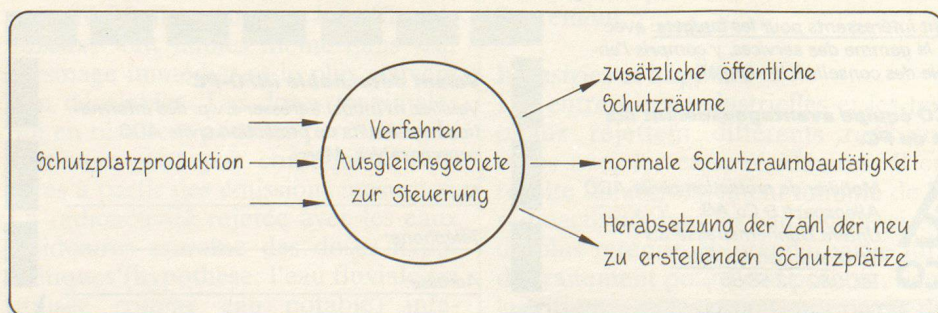 Schutzplatzproduktion
Verfahren
Ausgleichsgebiete
zur Steuerung
zusätzliche öffentliche
Schutzräume
normale Schutzraumbautätigkeit
Herabsetzung der Zahl der neu
zu erstellenden Schutzplätze